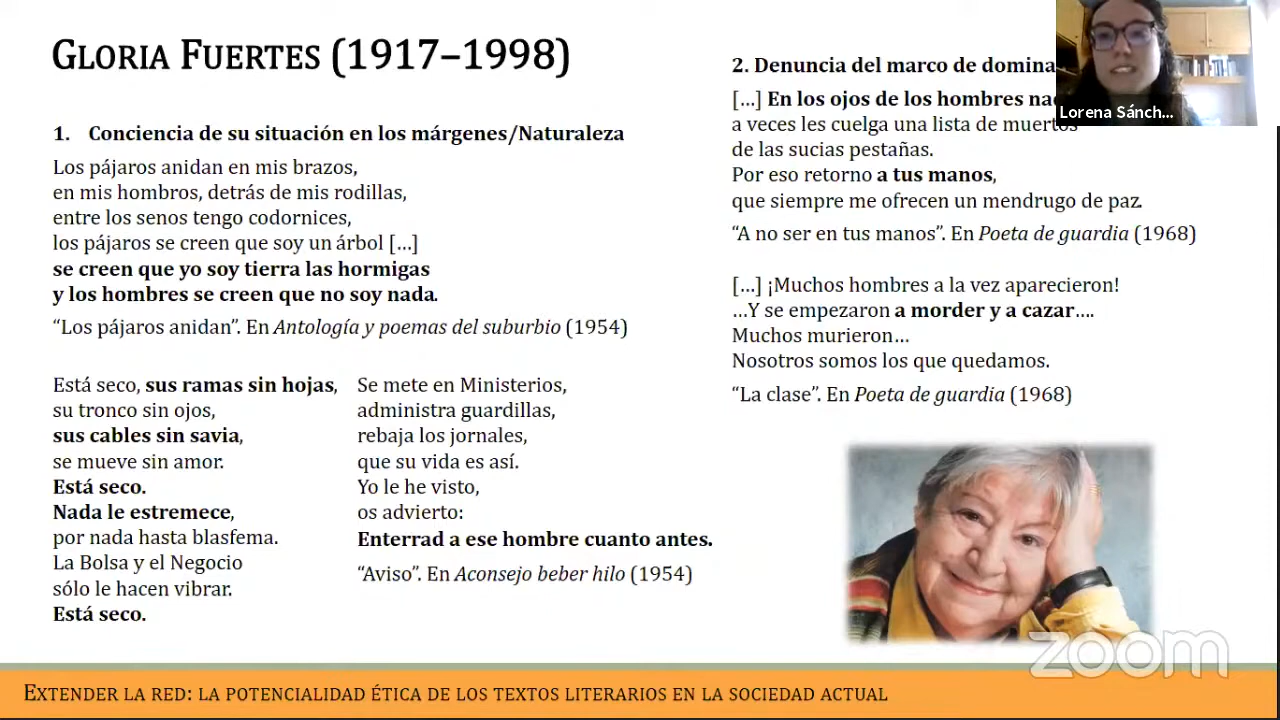 GLORIA FUERTES (1917–1998)
1. Conciencia de su situación en los márgenes/Naturaleza
Los pájaros anidan en mis brazos,
en mis hombros, detrás de mis rodillas,
entre los senos tengo codornices,
los pájaros se creen que soy un árbol […]
se creen que yo soy tierra las hormigas
y los hombres se creen que no soy nada.
“Los pájaros anidan”. En Antología y poemas del suburbio (1954)
Está seco, sus ramas sin hojas,
su tronco sin ojos,
sus cables sin savia,
se mueve sin amor.
Está seco.
Nada le estremece,
por nada hasta blasfema.
La Bolsa y el Negocio
sólo le hacen vibrar.
Está seco.
Se mete en Ministerios,
administra guardillas,
rebaja los jornales,
que su vida es así.
Yo le he visto,
os advierto:
Enterrad a ese hombre cuanto antes.
“Aviso”. En Aconsejo beber hilo (1954)
2. Denuncia del marco de
[…] En los ojos de los hombres
a veces les cuelga una lista de muertos
de las sucias pestañas.
Por eso retorno a tus manos,
que siempre me ofrecen un mendrugo de paz.
“A no ser en tus manos”. En Poeta de guardia (1968)
[…] ¡Muchos hombres a la vez aparecieron!
…Y se empezaron a morder y a cazar….
Muchos murieron…
Nosotros somos los que quedamos.
“La clase”. En Poeta de guardia (1968)
Lorena Sánch...
zoom
EXTENDER LA RED: LA POTENCIALIDAD ÉTICA DE LOS TEXTOS LITERARIOS EN LA SOCIEDAD ACTUAL